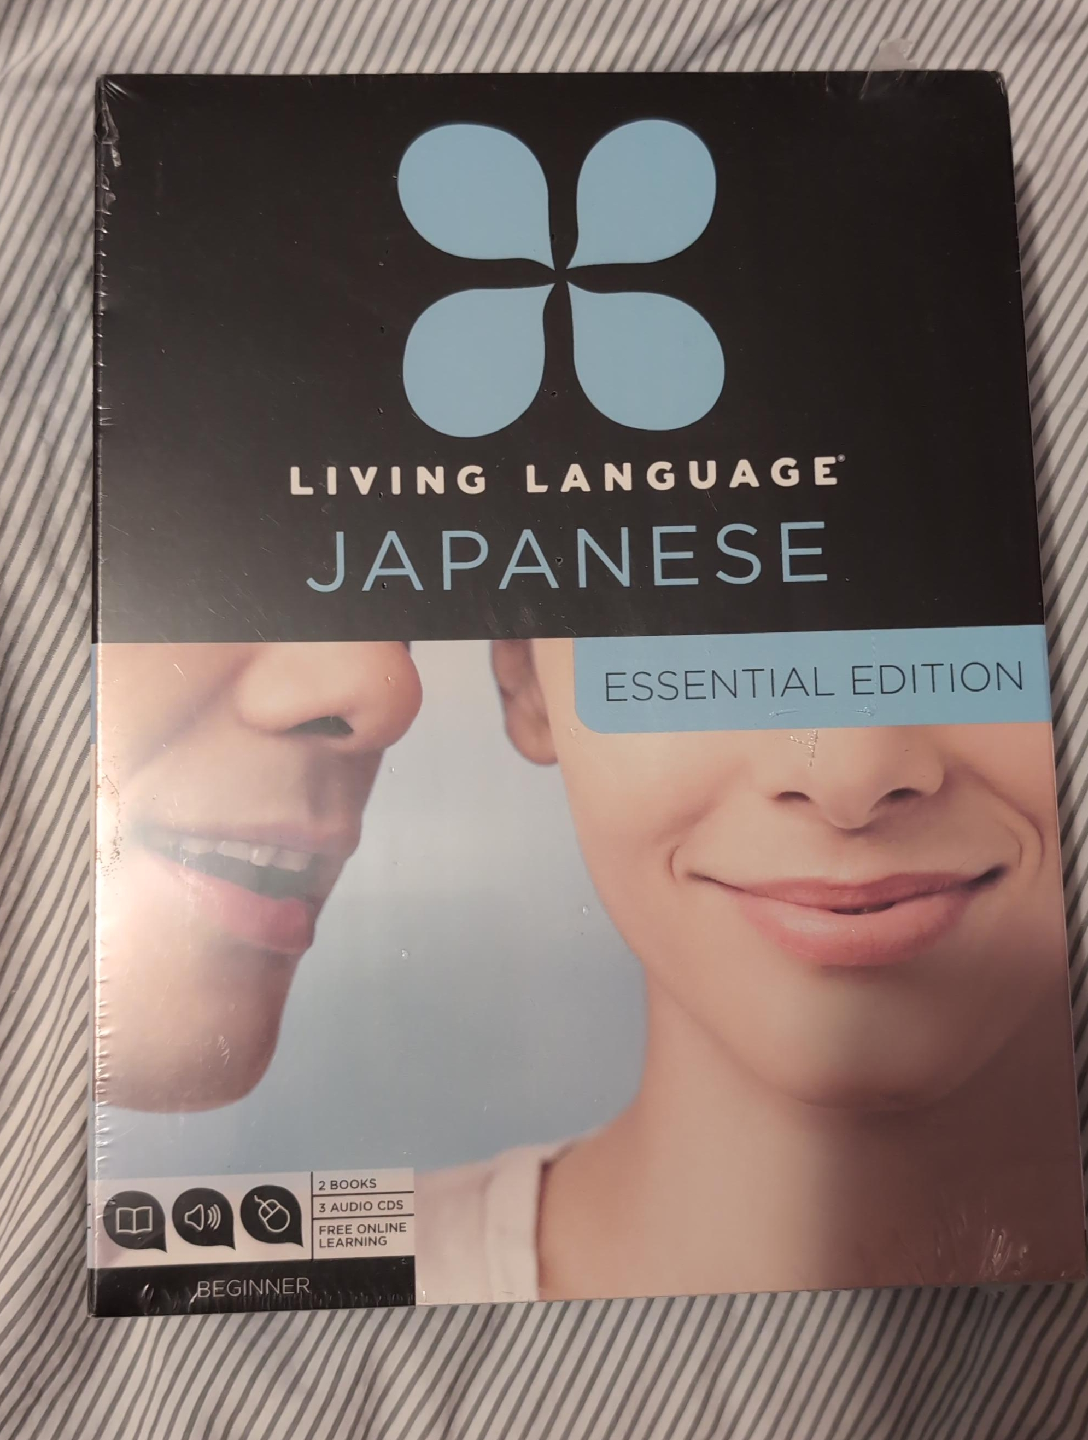 LIVING LANGUAGE®
JAPANESE
ESSENTIAL EDITION
2 BOOKS
3 AUDIO CDS
FREE ONLINE
LEARNING
BEGINNER